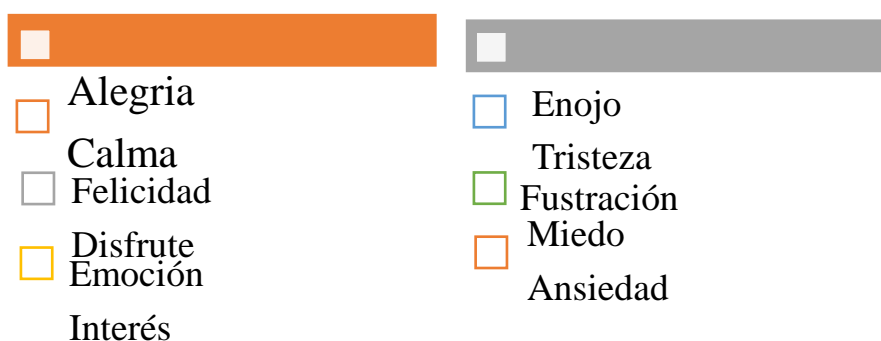 Alegria
Calma
Felicidad
Disfrute
Emoción
Interés
Enojo
Tristeza
Fustración
Miedo
Ansiedad